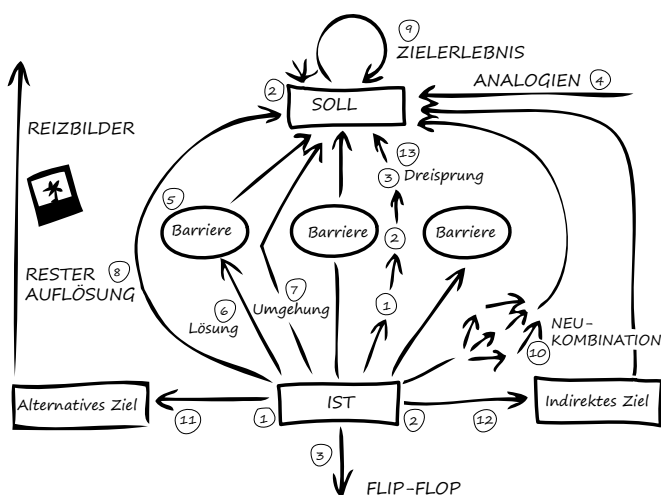 9
ZIELERLEBNIS
2
SOLL
ANALOGIEN 4
REIZBILDER
13
3 Dreisprung
5
Barriere
Barriere
2
Barriere
RESTER 8
AUFLÖSUNG
6
Lösung
7
Umgehung
1
NEU-
KOMBINATION
10
Alternatives Ziel
11
1
IST
2
12
Indirektes Ziel
3
FLIP-FLOP